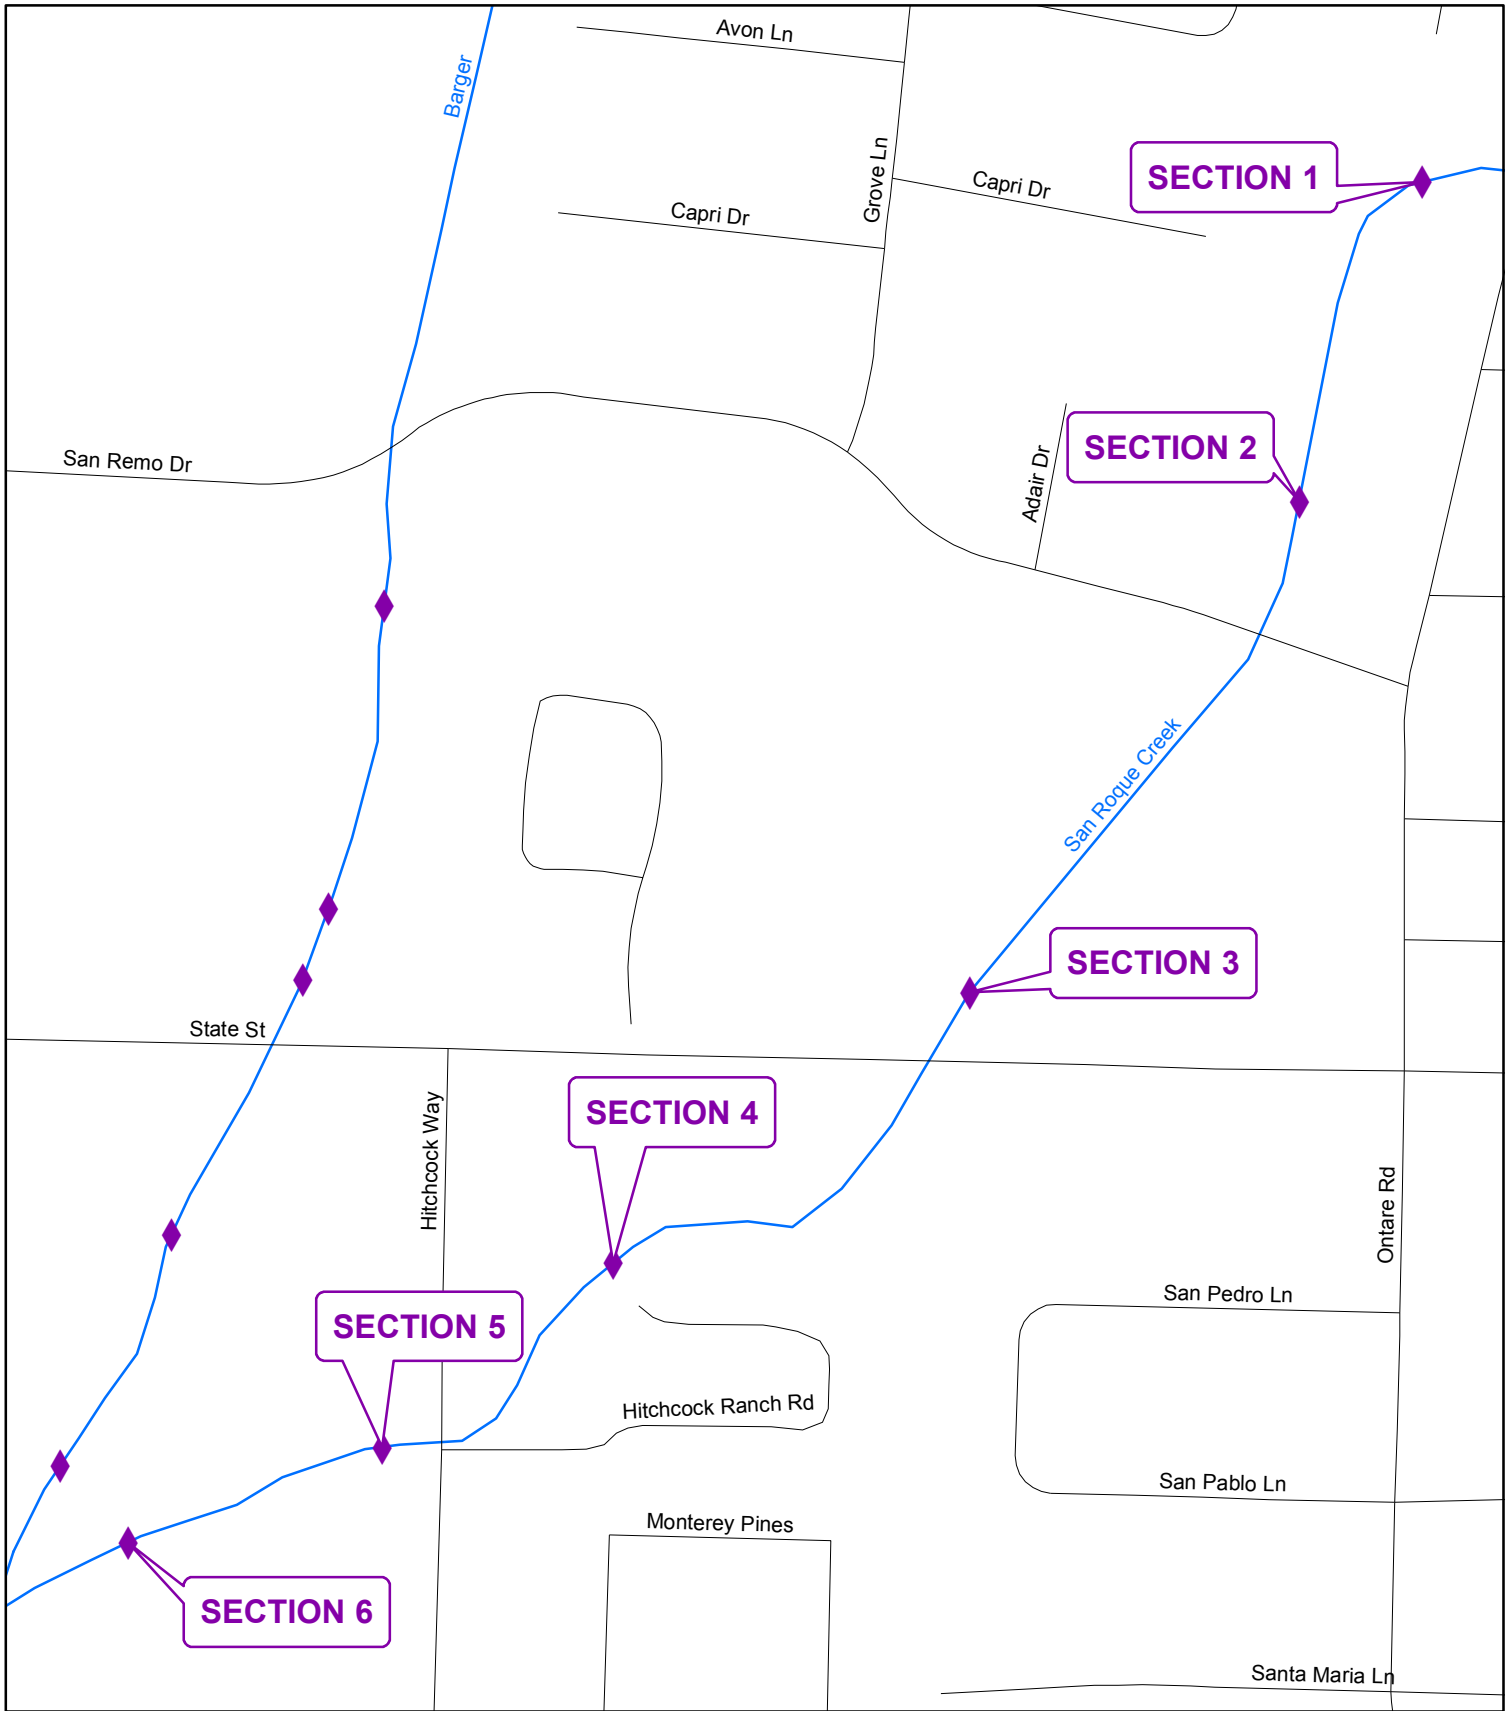 Avon Ln
Barger
Grove Ln
SECTION 1
Capri Dr
Capri Dr
San Remo Dr
Adair Dr
SECTION 2
San Roque Creek
SECTION 3
State St
SECTION 4
Hitchcock Way
Ontare Rd
San Pedro Ln
SECTION 5
Hitchcock Ranch Rd
San Pablo Ln
Monterey Pines
SECTION 6
Santa Maria Ln